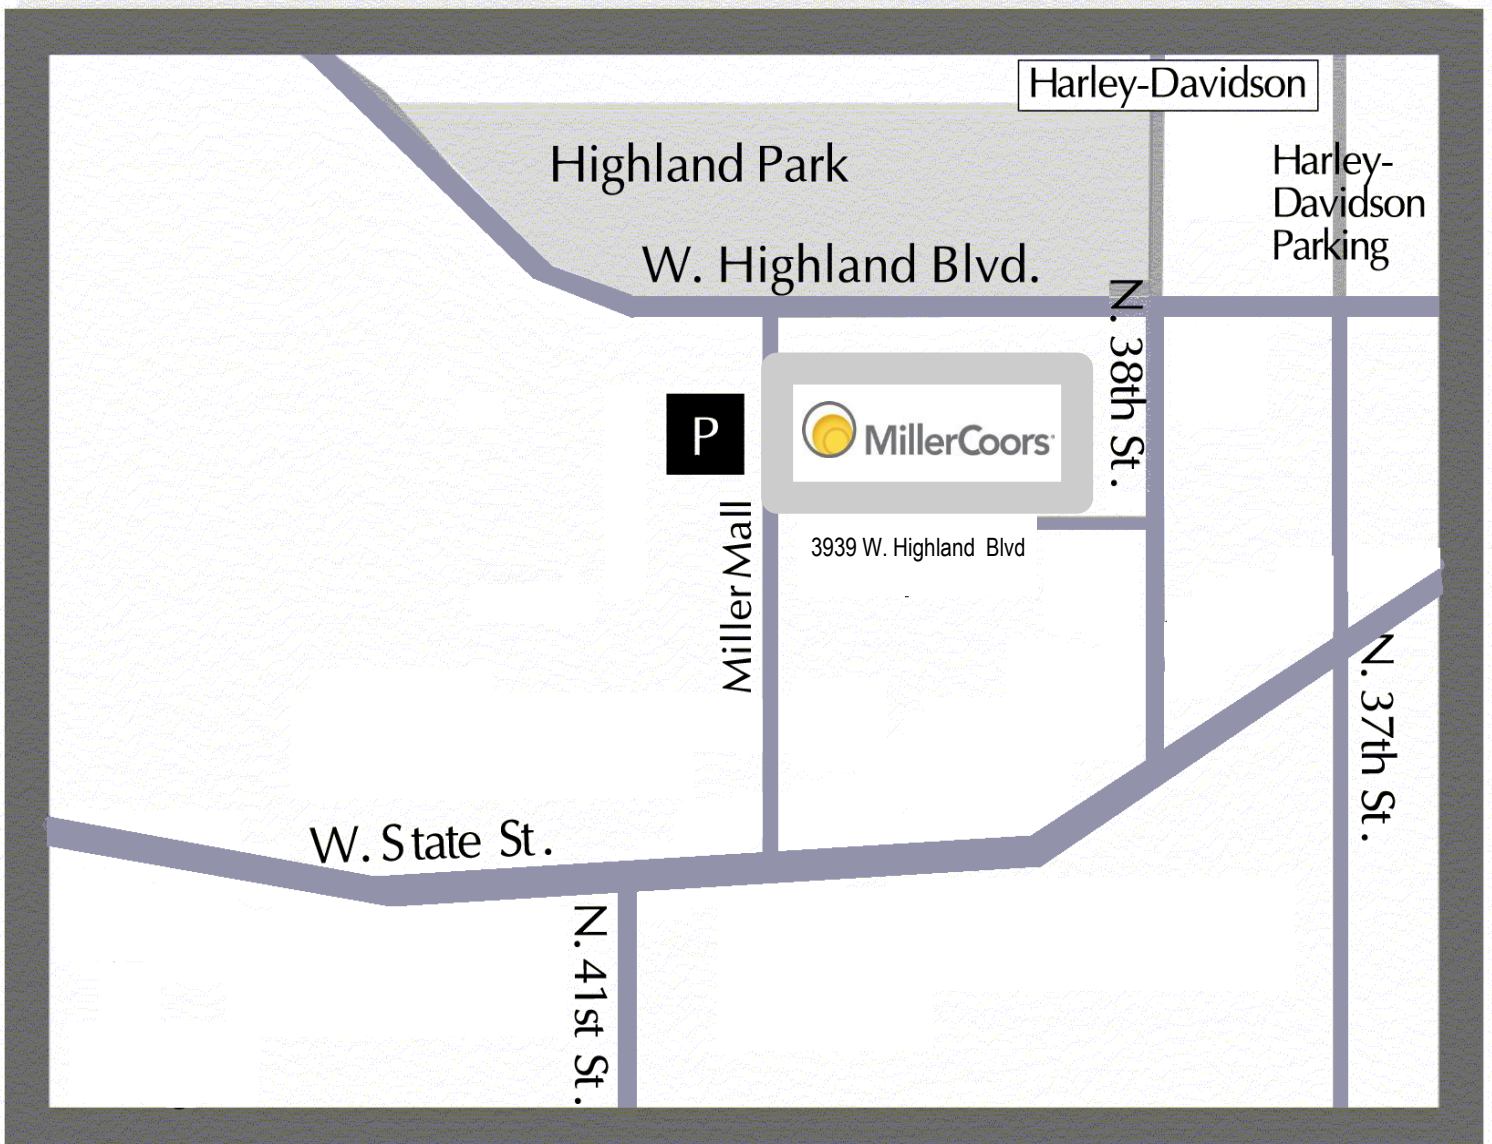 Harley-Davidson
Highland Park
Harley-
Davidson
Parking
W. Highland Blvd.
N. 38th St.
P
MillerCoors
Miller Mall
3939 W. Highland Blvd
N. 37th St.
W. State St.
N. 41st St.